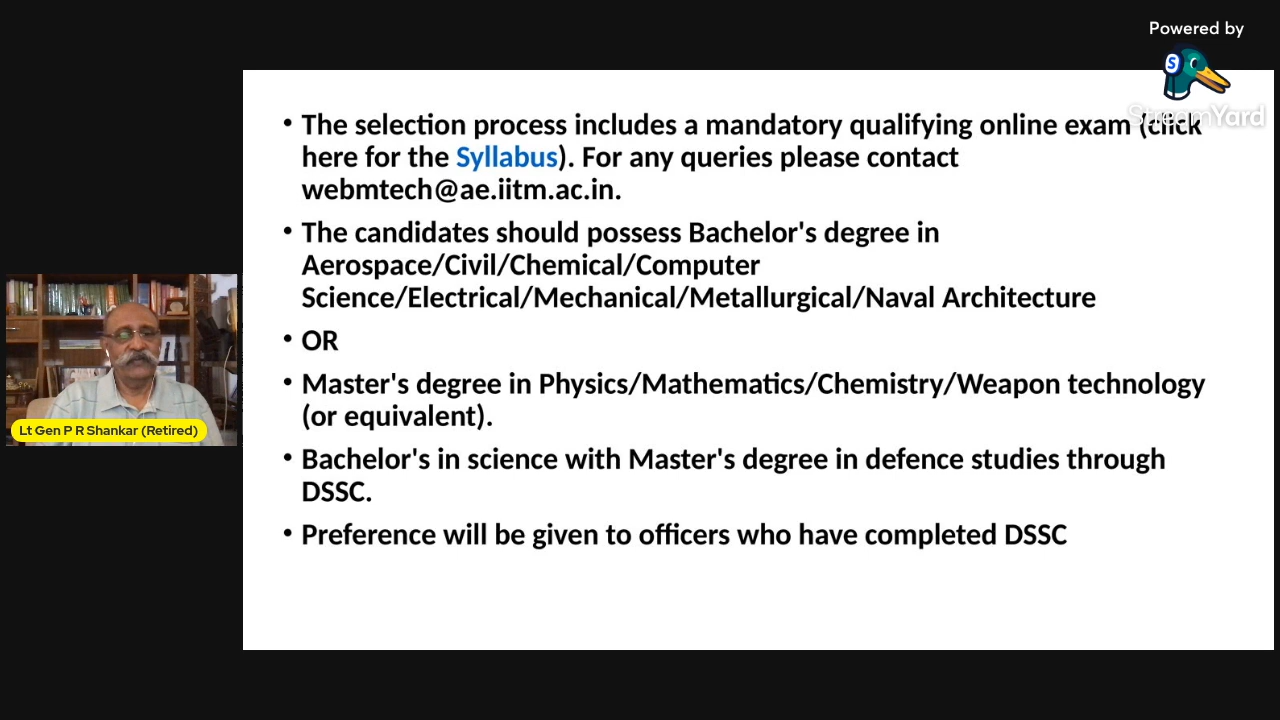 Powered by
StreamYard
• The selection process includes a mandatory qualifying online exam (click
here for the Syllabus). For any queries please contact
webmtech@ae.iitm.ac.in.
• The candidates should possess Bachelor's degree in
Aerospace/Civil/Chemical/Computer
Science/Electrical/Mechanical/Metallurgical/Naval Architecture
• OR
• Master's degree in Physics/Mathematics/Chemistry/Weapon technology
(or equivalent).
• Bachelor's in science with Master's degree in defence studies through
DSSC.
• Preference will be given to officers who have completed DSSC
Lt Gen P R Shankar (Retired)